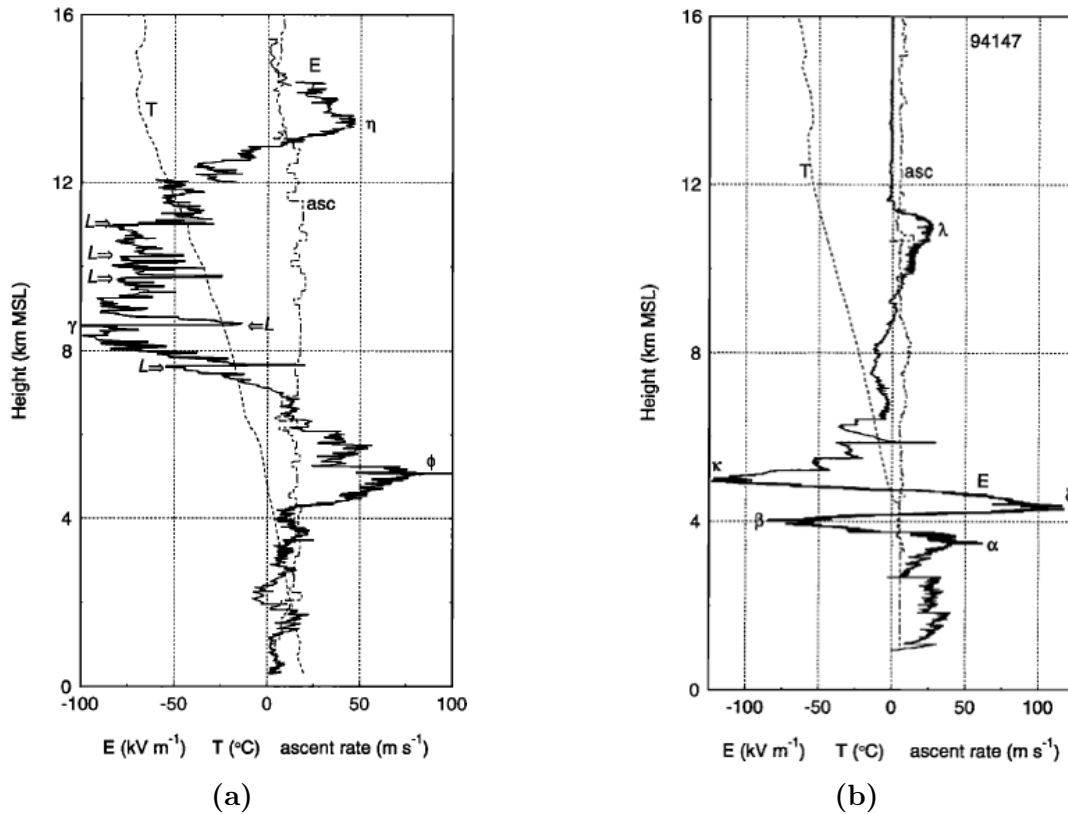 16
12
8
4
0
Height (km MSL)
-100 -50 0 50 100
E (kV m⁻¹) T (°C) ascent rate (m s⁻¹)
T
E
η
asc
L⇒
L⇒
L⇒
γ
⇐L
L⇒
ϕ
(a)
16
12
8
4
0
Height (km MSL)
-100 -50 0 50 100
E (kV m⁻¹) T (°C) ascent rate (m s⁻¹)
94147
T
asc
λ
κ
E
β
α
(b)